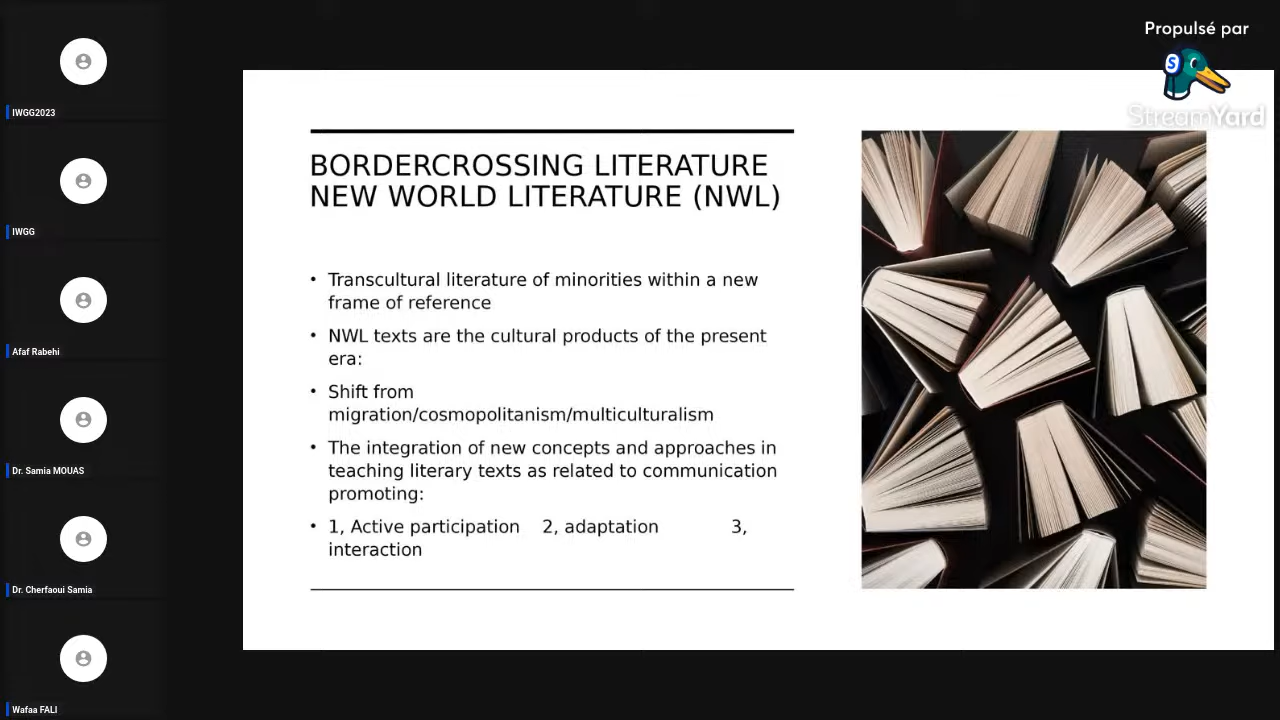 Propulsé par
S
StreamYard
IWGG2023
IWGG
Afaf Rabehi
Dr. Samia MOUAS
Dr. Cherfaoui Samia
Wafaa FALI
BORDERCROSSING LITERATURE
NEW WORLD LITERATURE (NWL)
• Transcultural literature of minorities within a new
frame of reference
• NWL texts are the cultural products of the present
era:
• Shift from
migration/cosmopolitanism/multiculturalism
• The integration of new concepts and approaches in
teaching literary texts as related to communication
promoting:
• 1, Active participation 2, adaptation 3,
interaction